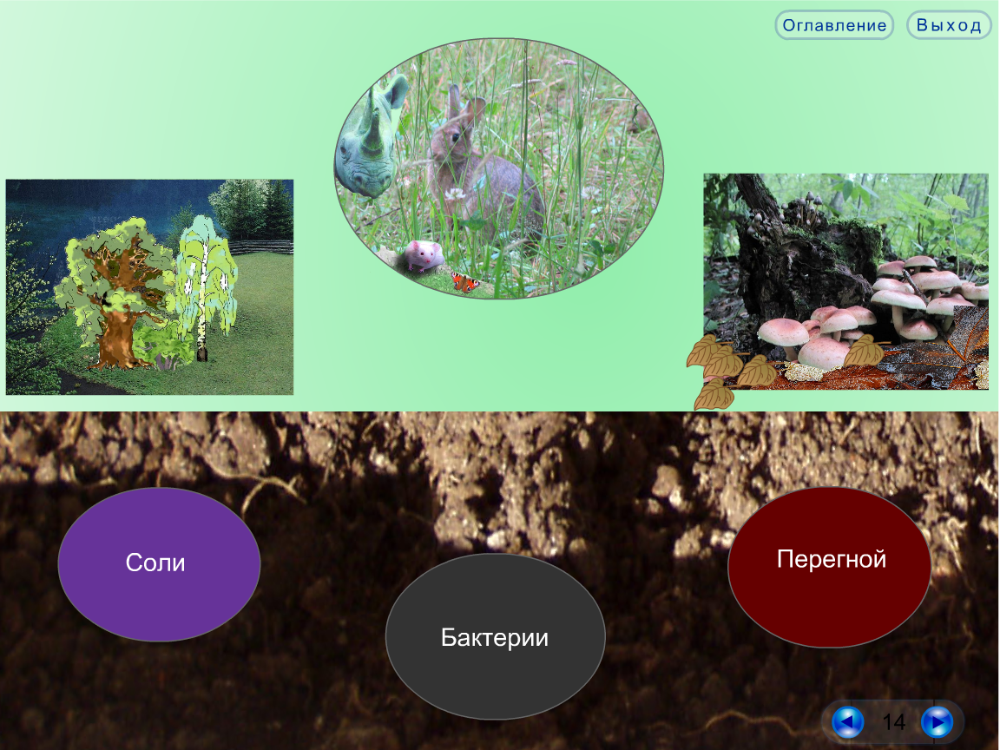 Оглавление
Выход
Соли
Перегной
Бактерии
14